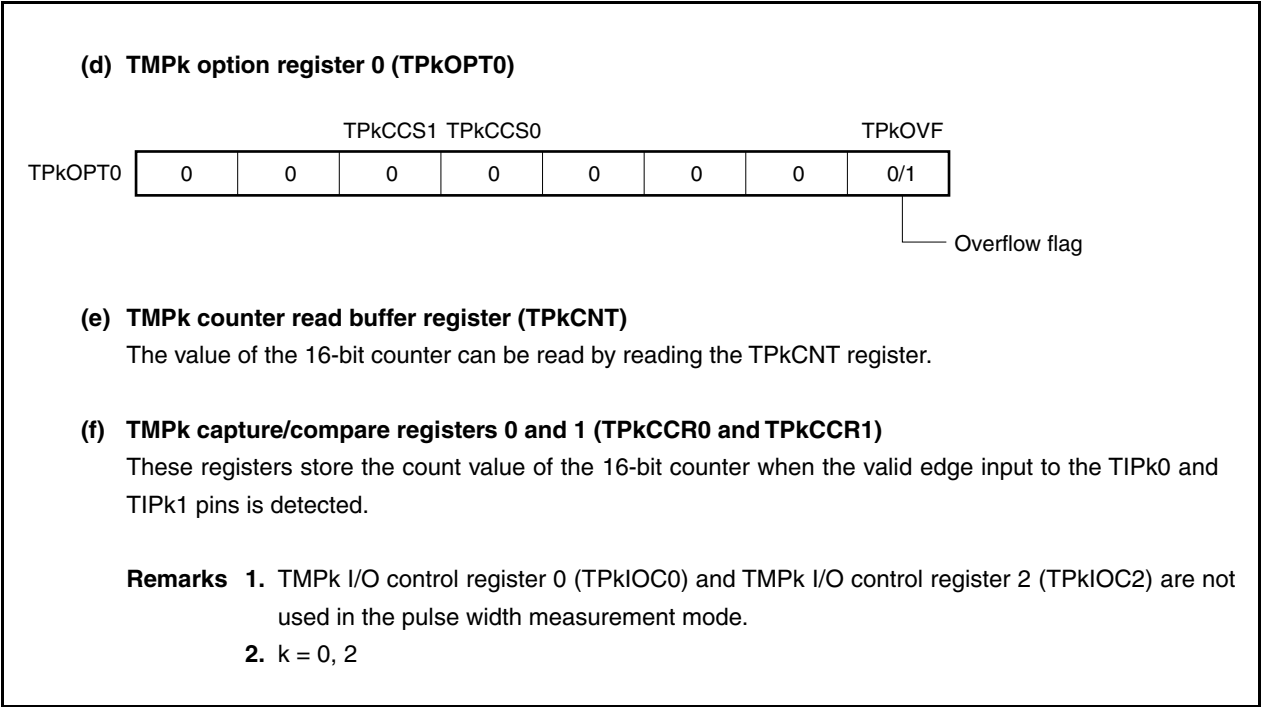 (d) TMPk option register 0 (TPkOPT0)
TPkCCS1 TPkCCS0 TPkOVF
TPkOPT0 0 0 0 0 0 0 0 0/1
Overflow flag
(e) TMPk counter read buffer register (TPkCNT)
The value of the 16-bit counter can be read by reading the TPkCNT register.
(f) TMPk capture/compare registers 0 and 1 (TPkCCR0 and TPkCCR1)
These registers store the count value of the 16-bit counter when the valid edge input to the TIPk0 and
TIPk1 pins is detected.
Remarks 1. TMPk I/O control register 0 (TPkIOC0) and TMPk I/O control register 2 (TPkIOC2) are not
used in the pulse width measurement mode.
2. k = 0, 2